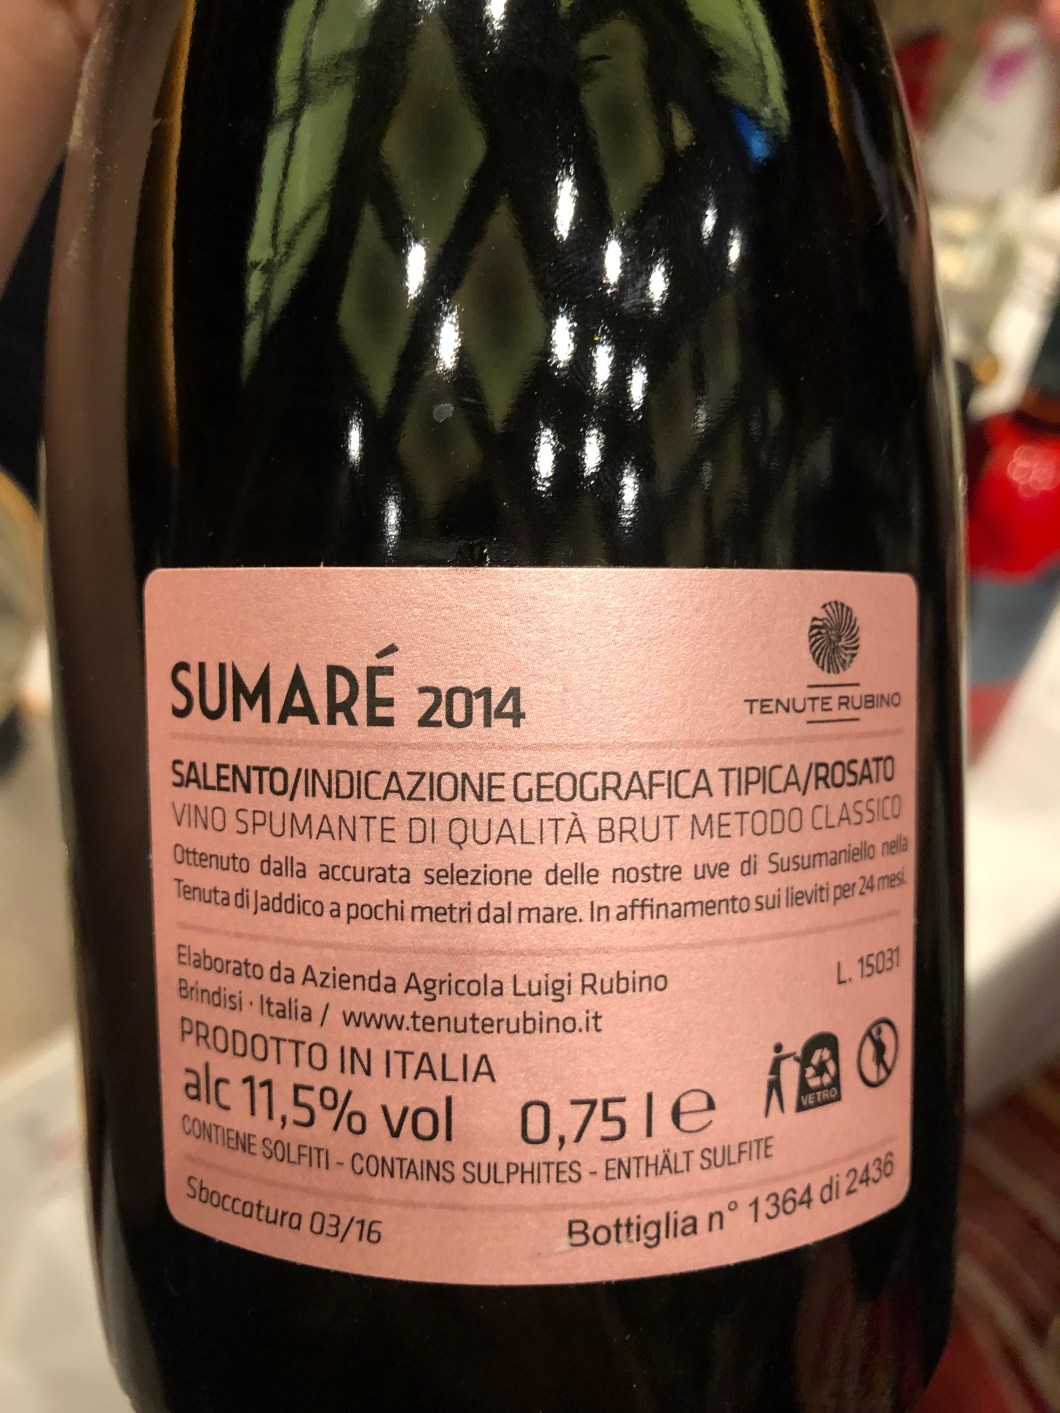 SUMARÉ 2014
TENUTE RUBINO
SALENTO/INDICAZIONE GEOGRAFICA TIPICA/ROSATO
VINO SPUMANTE DI QUALITÀ BRUT METODO CLASSICO
Ottenuto dalla accurata selezione delle nostre uve di Susumaniello nella
Tenuta di Jaddico a pochi metri dal mare. In affinamento sui lieviti per 24 mesi.
Elaborato da Azienda Agricola Luigi Rubino
L. 15031
Brindisi · Italia / www.tenuterubino.it
PRODOTTO IN ITALIA
alc 11,5% vol 0,75 l e
VETRO
CONTIENE SOLFITI - CONTAINS SULPHITES - ENTHÄLT SULFITE
Sboccatura 03/16
Bottiglia n° 1364 di 2436